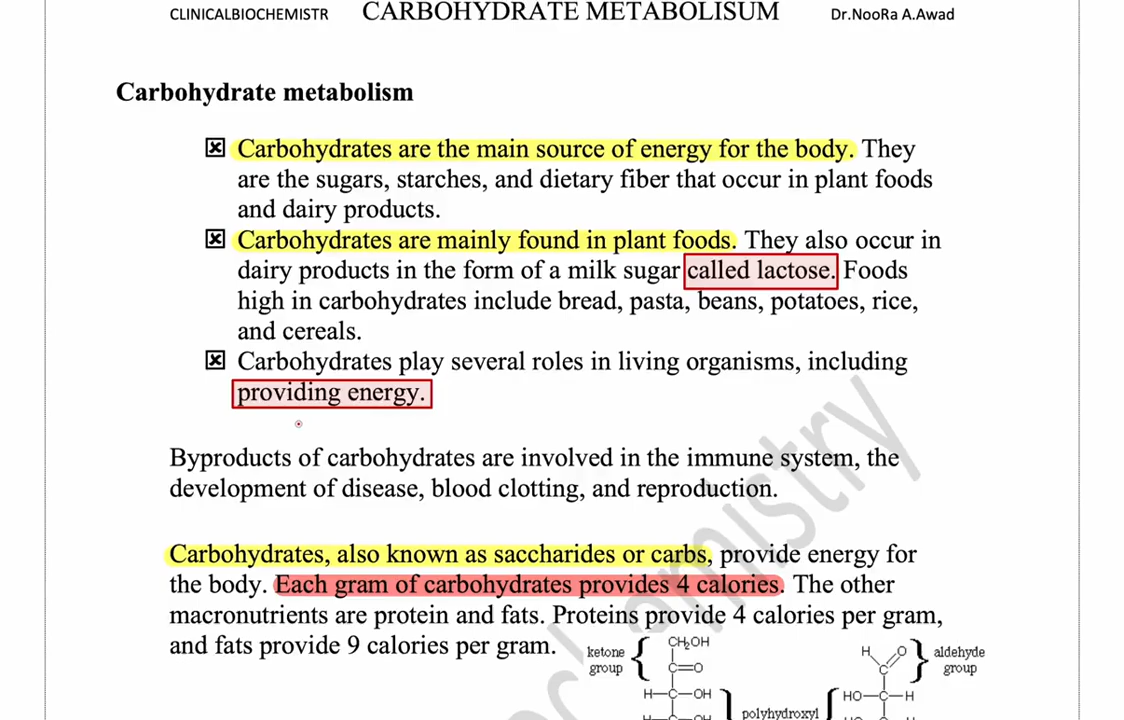 CLINICALBIOCHEMISTR CARBOHYDRATE METABOLISUM Dr.NooRa A.Awad
Carbohydrate metabolism
Carbohydrates are the main source of energy for the body. They
are the sugars, starches, and dietary fiber that occur in plant foods
and dairy products.
Carbohydrates are mainly found in plant foods. They also occur in
dairy products in the form of a milk sugar called lactose. Foods
high in carbohydrates include bread, pasta, beans, potatoes, rice,
and cereals.
Carbohydrates play several roles in living organisms, including
providing energy.
Byproducts of carbohydrates are involved in the immune system, the
development of disease, blood clotting, and reproduction.
Carbohydrates, also known as saccharides or carbs, provide energy for
the body. Each gram of carbohydrates provides 4 calories. The other
macronutrients are protein and fats. Proteins provide 4 calories per gram,
and fats provide 9 calories per gram.
ketone
group
CH₂OH
C=O
H—C—OH
polyhydroxyl
H O
C
HO—C—H
aldehyde
group